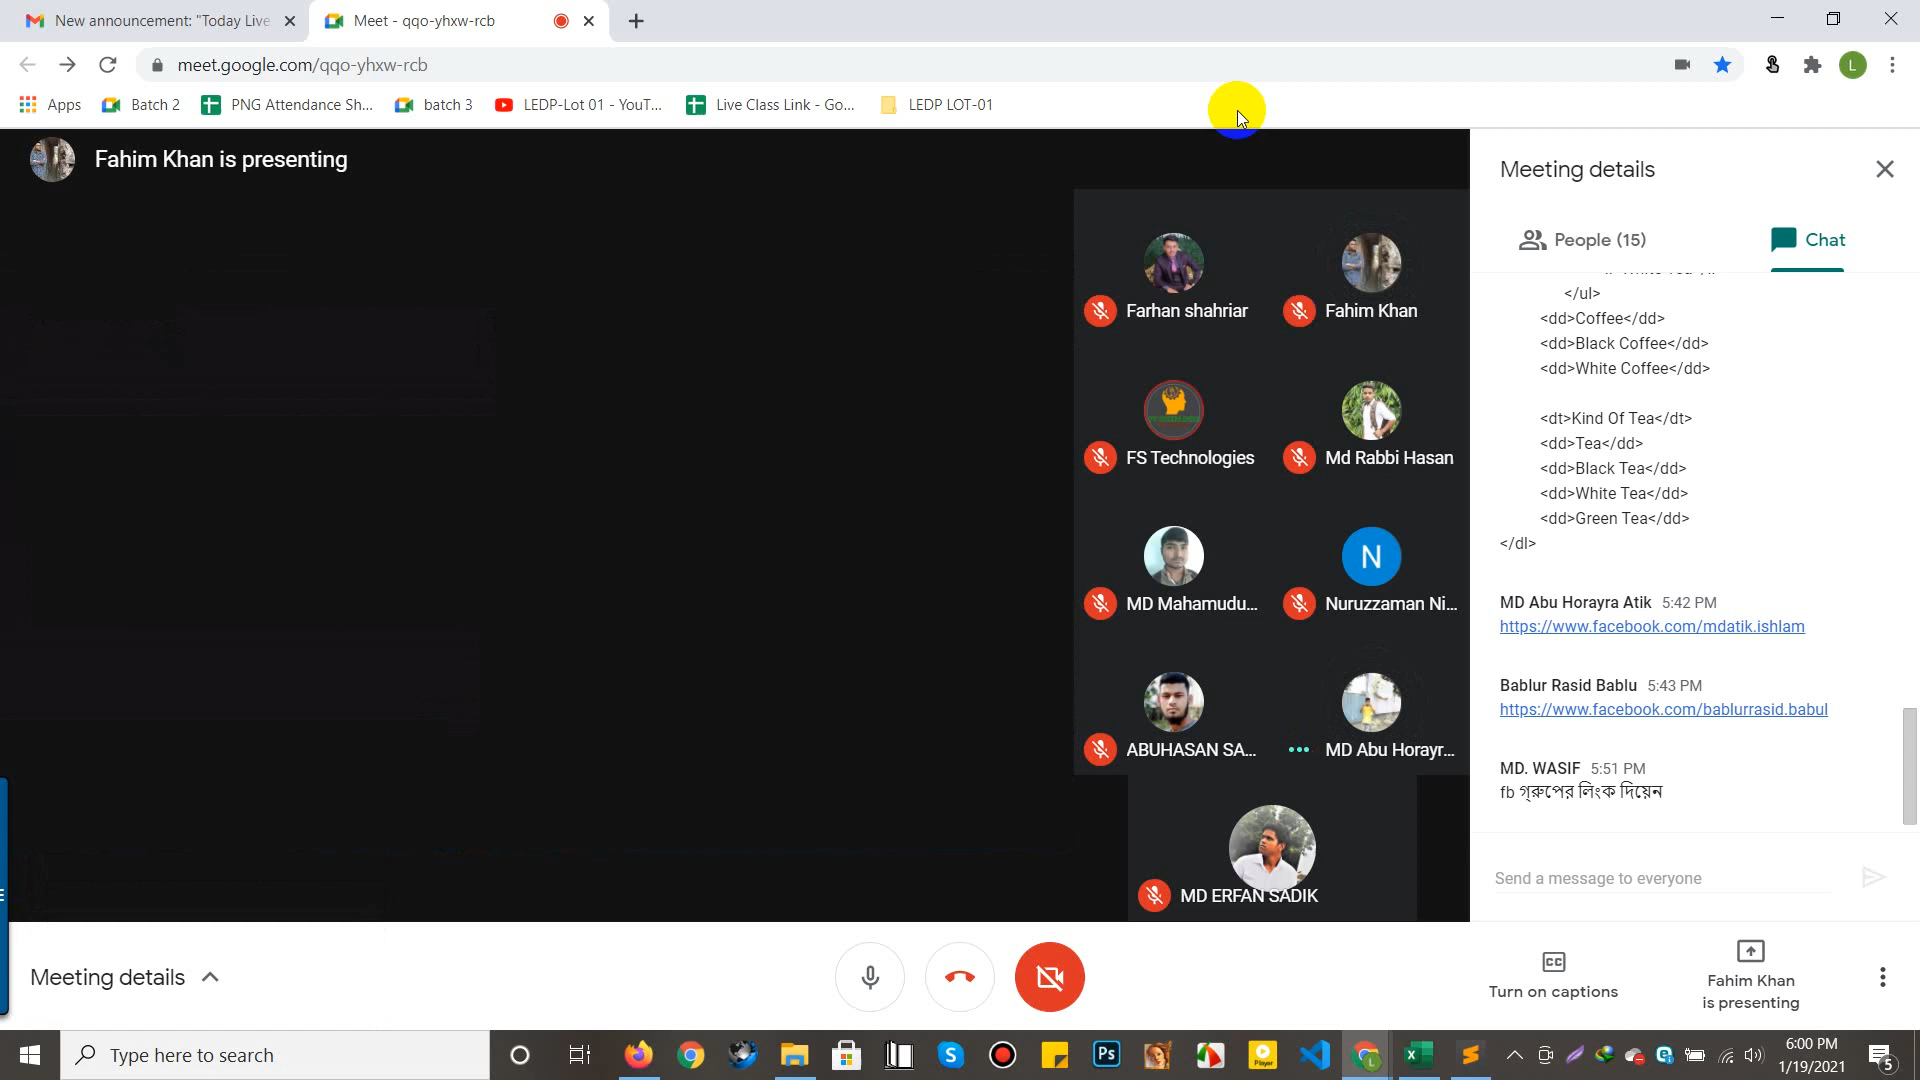 New announcement: "Today Live
Meet - qqo-yhxw-rcb
meet.google.com/qqo-yhxw-rcb
L
Apps
Batch 2
PNG Attendance Sh...
batch 3
LEDP-Lot 01 - YouT...
Live Class Link - Go...
LEDP LOT-01
Fahim Khan is presenting
Farhan shahriar
Fahim Khan
FS Technologies
Md Rabbi Hasan
MD Mahamudu...
N
Nuruzzaman Ni...
ABUHASAN SA...
MD Abu Horayr...
MD ERFAN SADIK
Meeting details
People (15)
Chat
</ul>
<dd>Coffee</dd>
<dd>Black Coffee</dd>
<dd>White Coffee</dd>
<dt>Kind Of Tea</dt>
<dd>Tea</dd>
<dd>Black Tea</dd>
<dd>White Tea</dd>
<dd>Green Tea</dd>
</dl>
MD Abu Horayra Atik 5:42 PM
https://www.facebook.com/mdatik.ishlam
Bablur Rasid Bablu 5:43 PM
https://www.facebook.com/bablurrasid.babul
MD. WASIF 5:51 PM
fb গ্রুপের লিংক দিয়েন
Send a message to everyone
Meeting details
CC
Turn on captions
Fahim Khan
is presenting
Type here to search
Ps
Player
L
6:00 PM
1/19/2021
5